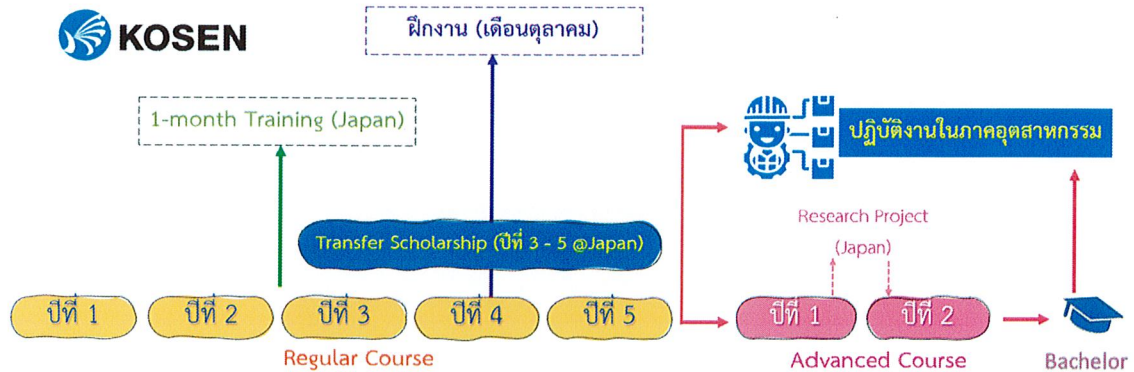 KOSEN
ฝึกงาน (เดือนตุลาคม)
1-month Training (Japan)
ปฏิบัติงานในภาคอุตสาหกรรม
Research Project
(Japan)
Transfer Scholarship (ปีที่ 3 - 5 @Japan)
ปีที่ 1
ปีที่ 2
ปีที่ 3
ปีที่ 4
ปีที่ 5
ปีที่ 1
ปีที่ 2
Regular Course
Advanced Course
Bachelor